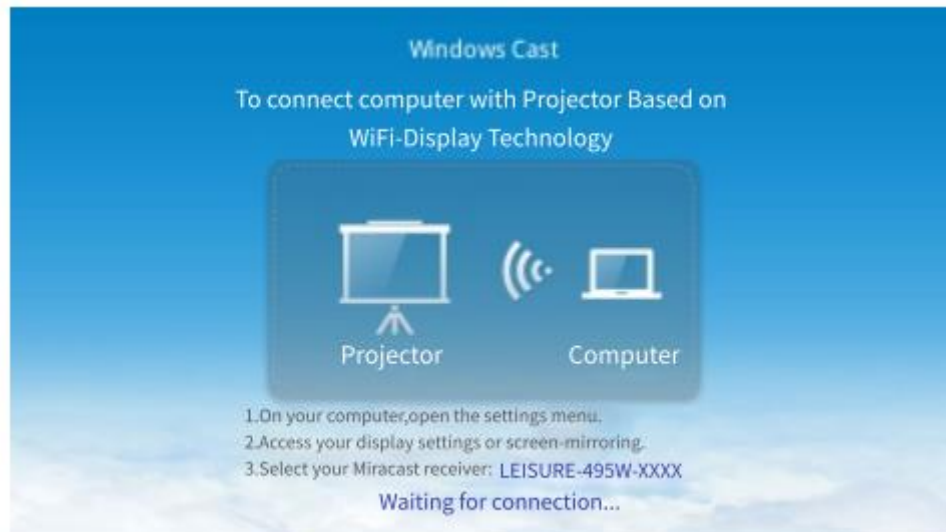 Windows Cast
To connect computer with Projector Based on
WiFi-Display Technology
Projector
Computer
1.On your computer,open the settings menu.
2.Access your display settings or screen-mirroring.
3.Select your Miracast receiver: LEISURE-495W-XXXX
Waiting for connection...